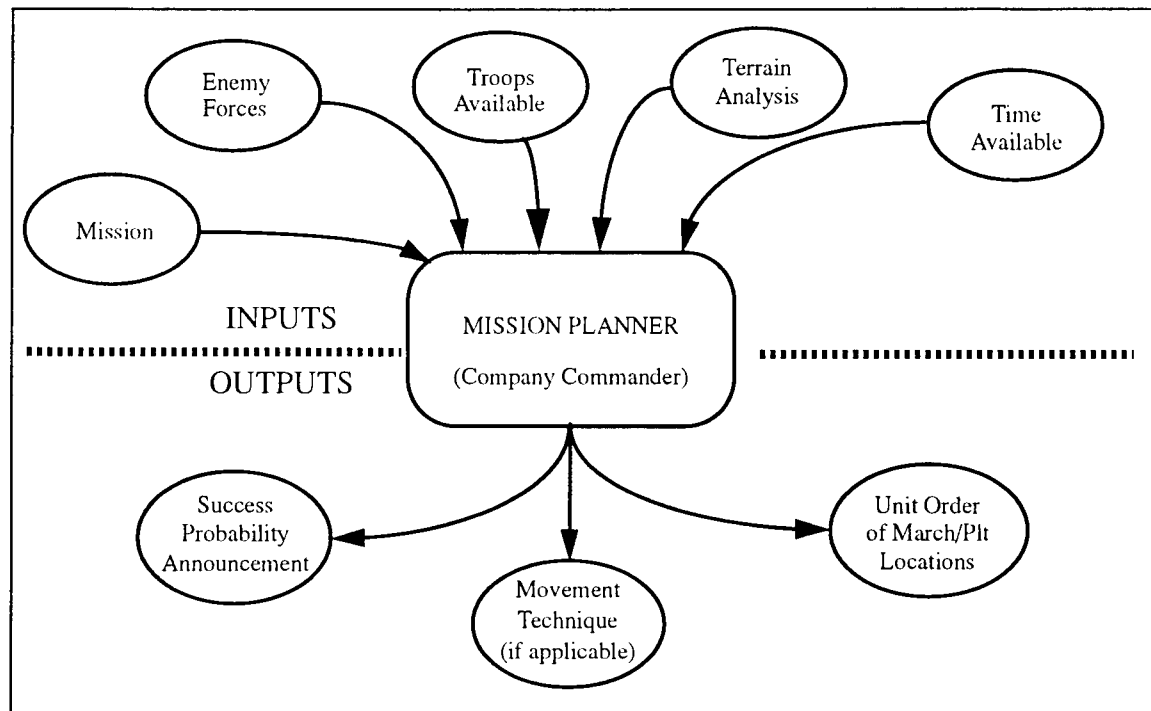 Enemy
Forces
Troops
Available
Terrain
Analysis
Time
Available
Mission
INPUTS
MISSION PLANNER
(Company Commander)
OUTPUTS
Success
Probability
Announcement
Movement
Technique
(if applicable)
Unit Order
of March/Plt
Locations